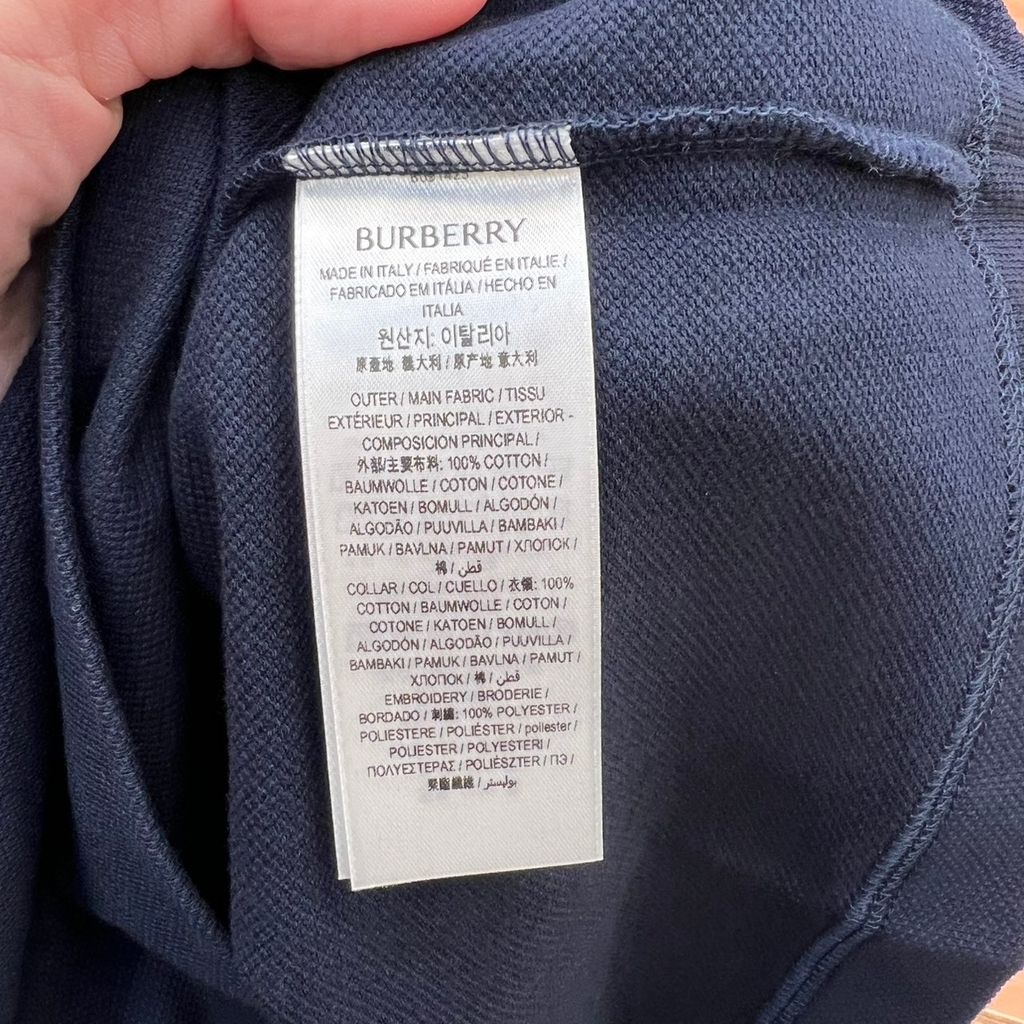 BURBERRY
MADE IN ITALY / FABRIQUÉ EN ITALIE /
FABRICADO EM ITÁLIA / HECHO EN
ITALIA
원산지: 이탈리아
原產地 義大利 / 原产地 意大利
OUTER / MAIN FABRIC / TISSU
EXTÉRIEUR / PRINCIPAL / EXTERIOR -
COMPOSICION PRINCIPAL /
外部/主要布料: 100% COTTON /
BAUMWOLLE / COTON / COTONE /
KATOEN / BOMULL / ALGODÓN /
ALGODÃO / PUUVILLA / BAMBAKI /
PAMUK / BAVLNA / PAMUT / ХЛОПОК /
棉 / قطن
COLLAR / COL / CUELLO / 衣領: 100%
COTTON / BAUMWOLLE / COTON /
COTONE / KATOEN / BOMULL /
ALGODÓN / ALGODÃO / PUUVILLA /
BAMBAKI / PAMUK / BAVLNA / PAMUT /
ХЛОПОК / 棉 / قطن
EMBROIDERY / BRODERIE /
BORDADO / 刺繡: 100% POLYESTER /
POLIESTERE / POLIÉSTER / poliester /
POLIESTER / POLYESTERI /
ΠΟΛΥΕΣΤΕΡΑΣ / POLIÉSZTER / ПЭ /
聚酯纖維 / بوليستر